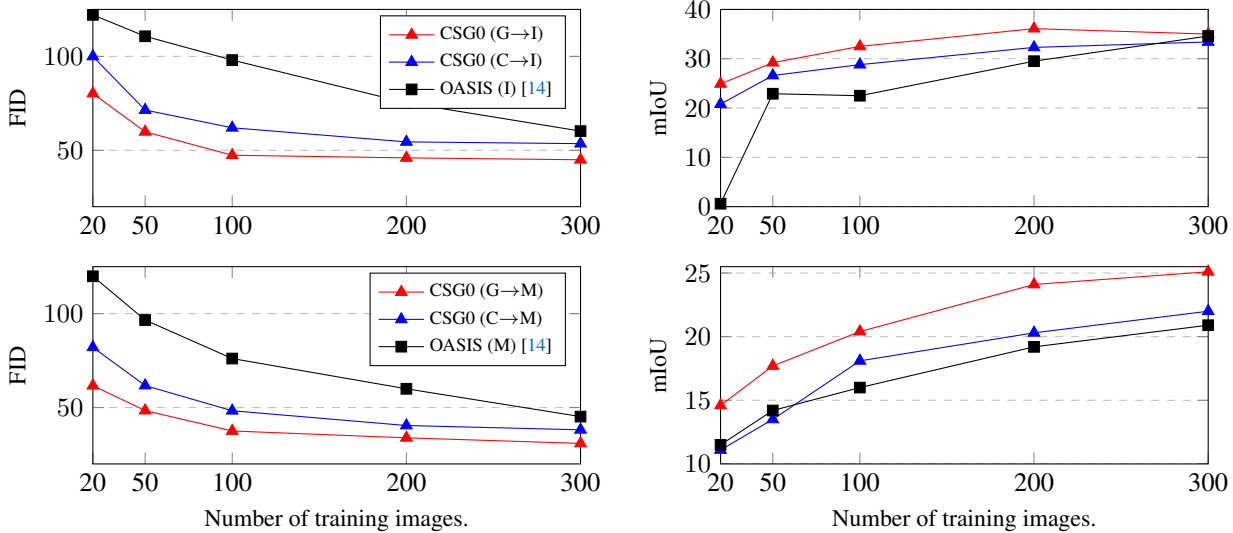 100
50
FID
CSG0 (G→I)
CSG0 (C→I)
OASIS (I) [14]
20 50 100 200 300
40
30
20
10
0
mIoU
20 50 100 200 300
100
50
FID
CSG0 (G→M)
CSG0 (C→M)
OASIS (M) [14]
20 50 100 200 300
Number of training images.
25
20
15
10
mIoU
20 50 100 200 300
Number of training images.